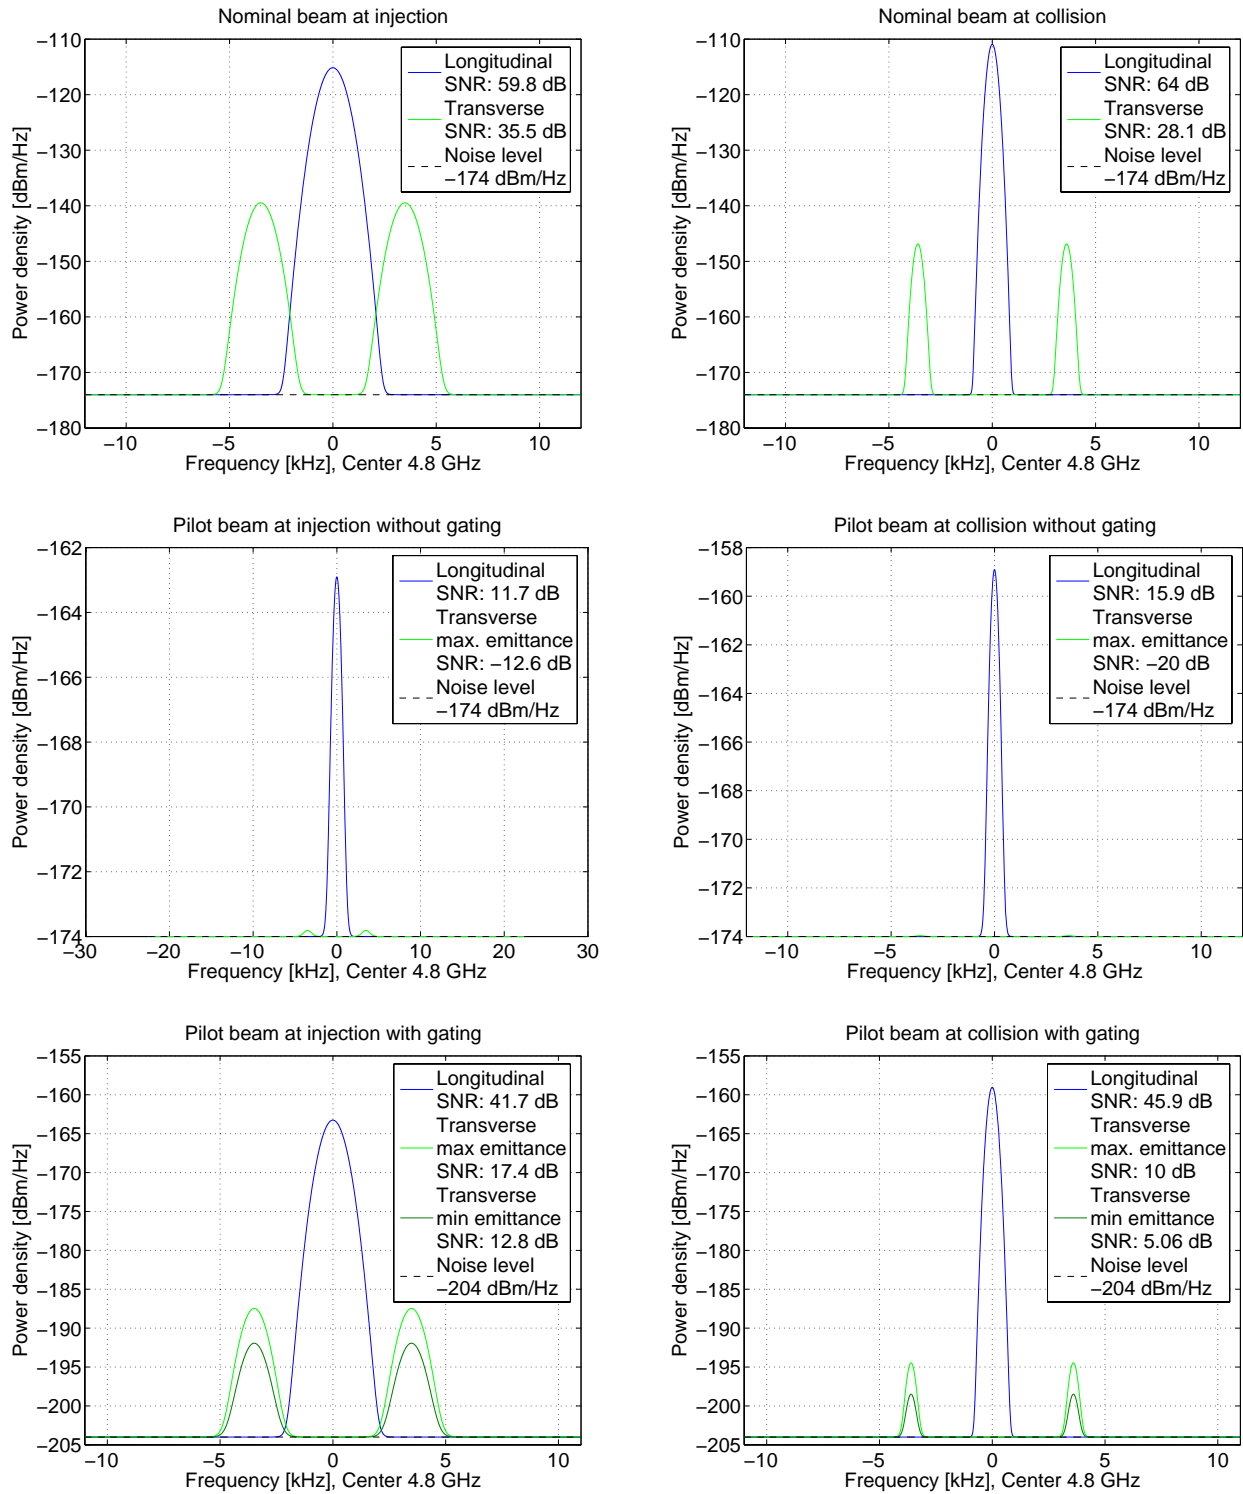 Nominal beam at injection
−110
−120
−130
−140
−150
−160
−170
−180
−10
−5
0
5
10
Power density [dBm/Hz]
Frequency [kHz], Center 4.8 GHz
Longitudinal
SNR: 59.8 dB
Transverse
SNR: 35.5 dB
Noise level
−174 dBm/Hz
Nominal beam at collision
−110
−120
−130
−140
−150
−160
−170
−180
−10
−5
0
5
10
Power density [dBm/Hz]
Frequency [kHz], Center 4.8 GHz
Longitudinal
SNR: 64 dB
Transverse
SNR: 28.1 dB
Noise level
−174 dBm/Hz
Pilot beam at injection without gating
−162
−164
−166
−168
−170
−172
−174
−30
−20
−10
0
10
20
30
Power density [dBm/Hz]
Frequency [kHz], Center 4.8 GHz
Longitudinal
SNR: 11.7 dB
Transverse
max. emittance
SNR: −12.6 dB
Noise level
−174 dBm/Hz
Pilot beam at collision without gating
−158
−160
−162
−164
−166
−168
−170
−172
−174
−10
−5
0
5
10
Power density [dBm/Hz]
Frequency [kHz], Center 4.8 GHz
Longitudinal
SNR: 15.9 dB
Transverse
max. emittance
SNR: −20 dB
Noise level
−174 dBm/Hz
Pilot beam at injection with gating
−155
−160
−165
−170
−175
−180
−185
−190
−195
−200
−205
−10
−5
0
5
10
Power density [dBm/Hz]
Frequency [kHz], Center 4.8 GHz
Longitudinal
SNR: 41.7 dB
Transverse
max emittance
SNR: 17.4 dB
Transverse
min emittance
SNR: 12.8 dB
Noise level
−204 dBm/Hz
Pilot beam at collision with gating
−155
−160
−165
−170
−175
−180
−185
−190
−195
−200
−205
−10
−5
0
5
10
Power density [dBm/Hz]
Frequency [kHz], Center 4.8 GHz
Longitudinal
SNR: 45.9 dB
Transverse
max. emittance
SNR: 10 dB
Transverse
min emittance
SNR: 5.06 dB
Noise level
−204 dBm/Hz